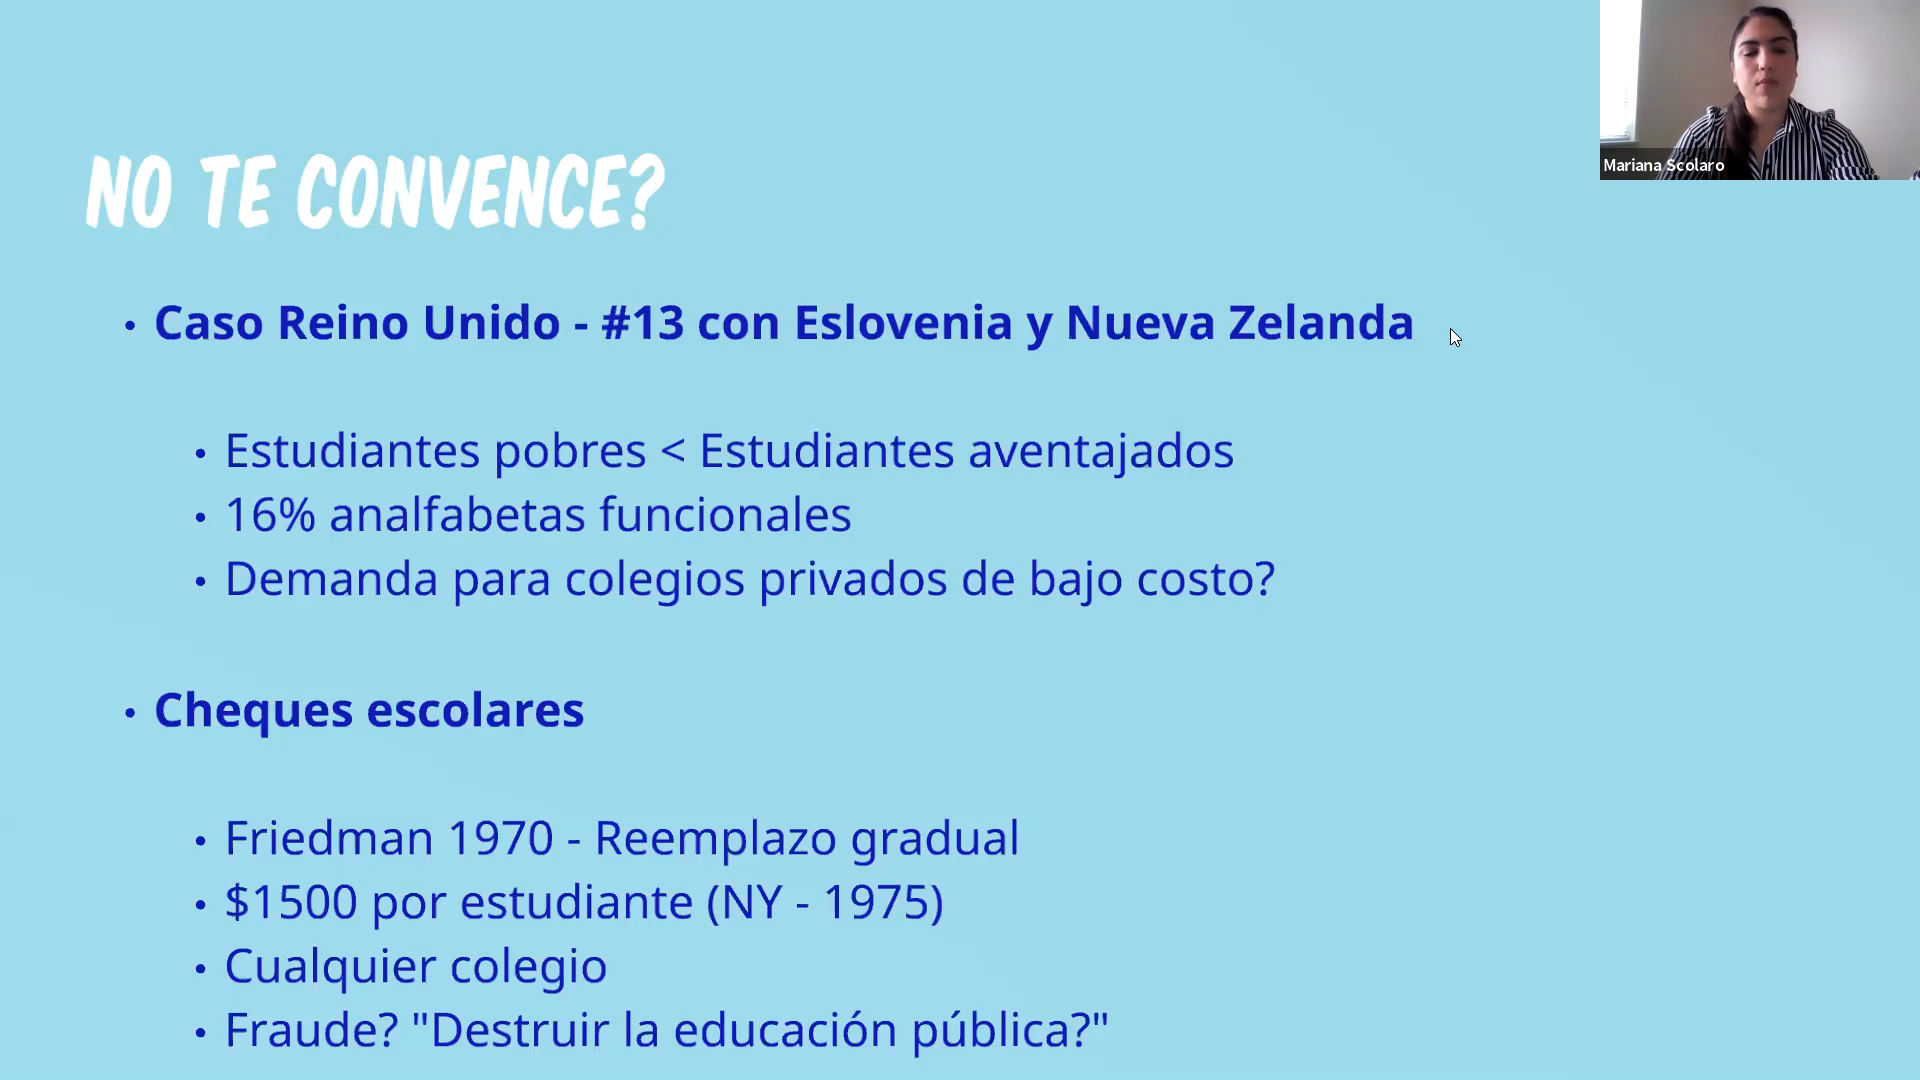 NO TE CONVENCE?
Mariana Scolaro
• Caso Reino Unido - #13 con Eslovenia y Nueva Zelanda
• Estudiantes pobres < Estudiantes aventajados
• 16% analfabetas funcionales
• Demanda para colegios privados de bajo costo?
• Cheques escolares
• Friedman 1970 - Reemplazo gradual
• $1500 por estudiante (NY - 1975)
• Cualquier colegio
• Fraude? "Destruir la educación pública?"